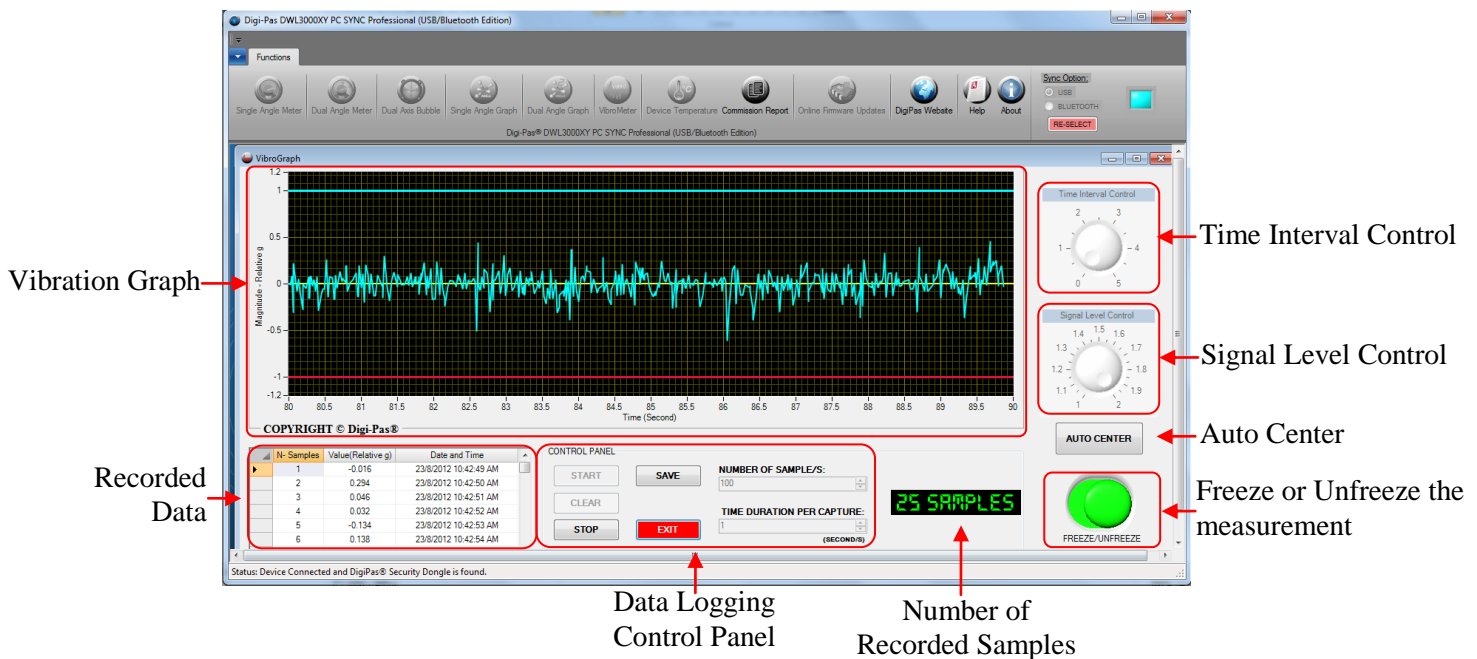 Digi-Pas DWL3000XY PC SYNC Professional (USB/Bluetooth Edition)
Functions
Single Angle Meter Dual Angle Meter Dual Axis Bubble Single Angle Graph Dual Angle Graph VibroMeter Device Temperature Commission Report Online Firmware Updates DigiPas Website Help About
Digi-Pas® DWL3000XY PC SYNC Professional (USB/Bluetooth Edition)
Sync Option:
USB
BLUETOOTH
RE-SELECT
VibroGraph
Vibration Graph
Magnitude - Relative g
1.2
1
0.5
0
-0.5
-1
-1.2
80 80.5 81 81.5 82 82.5 83 83.5 84 84.5 85 85.5 86 86.5 87 87.5 88 88.5 89 89.5 90
Time (Second)
COPYRIGHT © Digi-Pas®
Time Interval Control
0 1 2 3 4 5
Time Interval Control
Signal Level Control
1 1.1 1.2 1.3 1.4 1.5 1.6 1.7 1.8 1.9 2
Signal Level Control
AUTO CENTER
Auto Center
Recorded
Data
N- Samples Value(Relative g) Date and Time
1 -0.016 23/8/2012 10:42:49 AM
2 0.294 23/8/2012 10:42:50 AM
3 0.046 23/8/2012 10:42:51 AM
4 0.032 23/8/2012 10:42:52 AM
5 -0.134 23/8/2012 10:42:53 AM
6 0.138 23/8/2012 10:42:54 AM
CONTROL PANEL
START SAVE
CLEAR
STOP EXIT
NUMBER OF SAMPLE/S:
100
TIME DURATION PER CAPTURE:
1
(SECOND/S)
25 SAMPLES
FREEZE/UNFREEZE
Freeze or Unfreeze the
measurement
Status: Device Connected and DigiPas® Security Dongle is found.
Data Logging
Control Panel
Number of
Recorded Samples